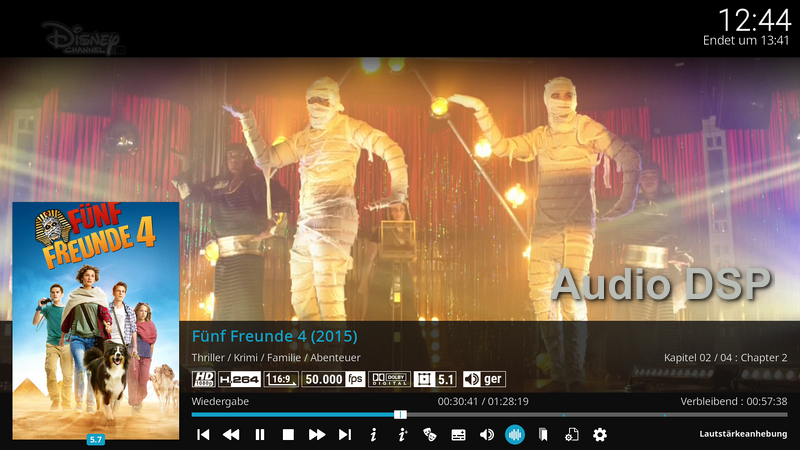 DISNEY
CHANNEL
12:44
Endet um 13:41
FÜNF
FREUNDE 4
5.7
Audio DSP
Fünf Freunde 4 (2015)
Thriller / Krimi / Familie / Abenteuer
Kapitel 02 / 04 : Chapter 2
HD 1080p H.264 16:9 50.000 fps DOLBY DIGITAL 5.1 ger
Wiedergabe
00:30:41 / 01:28:19
Verbleibend : 00:57:38
Lautstärkeanhebung